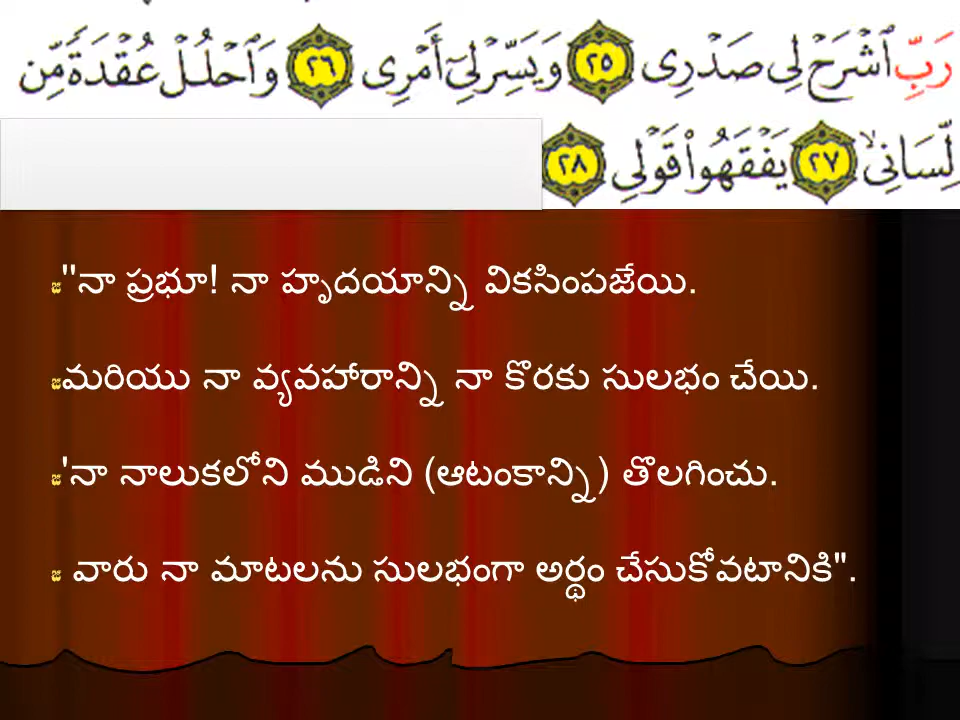 رَبِّ ٱشْرَحْ لِى صَدْرِى ٢٥ وَيَسِّرْ لِىٓ أَمْرِى ٢٦ وَٱحْلُلْ عُقْدَةً مِّن
لِّسَانِى ٢٧ يَفْقَهُوا۟ قَوْلِى ٢٨
"నా ప్రభూ! నా హృదయాన్ని వికసింపజేయి.
మరియు నా వ్యవహారాన్ని నా కొరకు సులభం చేయి.
'నా నాలుకలోని ముడిని (ఆటంకాన్ని) తొలగించు.
వారు నా మాటలను సులభంగా అర్థం చేసుకోవటానికి".